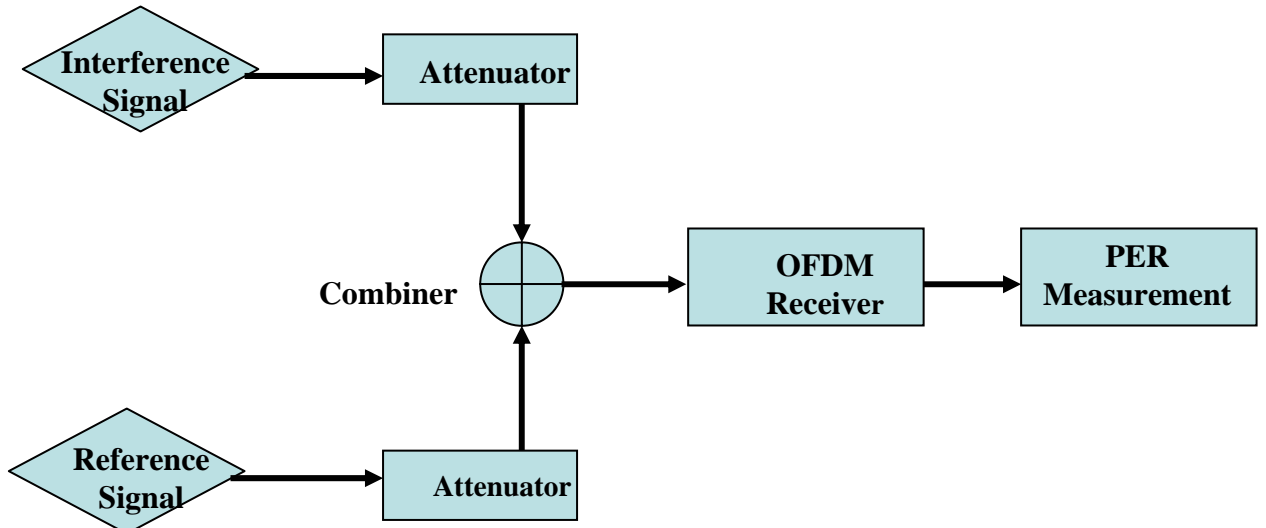 Interference
Signal
Attenuator
Combiner
OFDM
Receiver
PER
Measurement
Reference
Signal
Attenuator